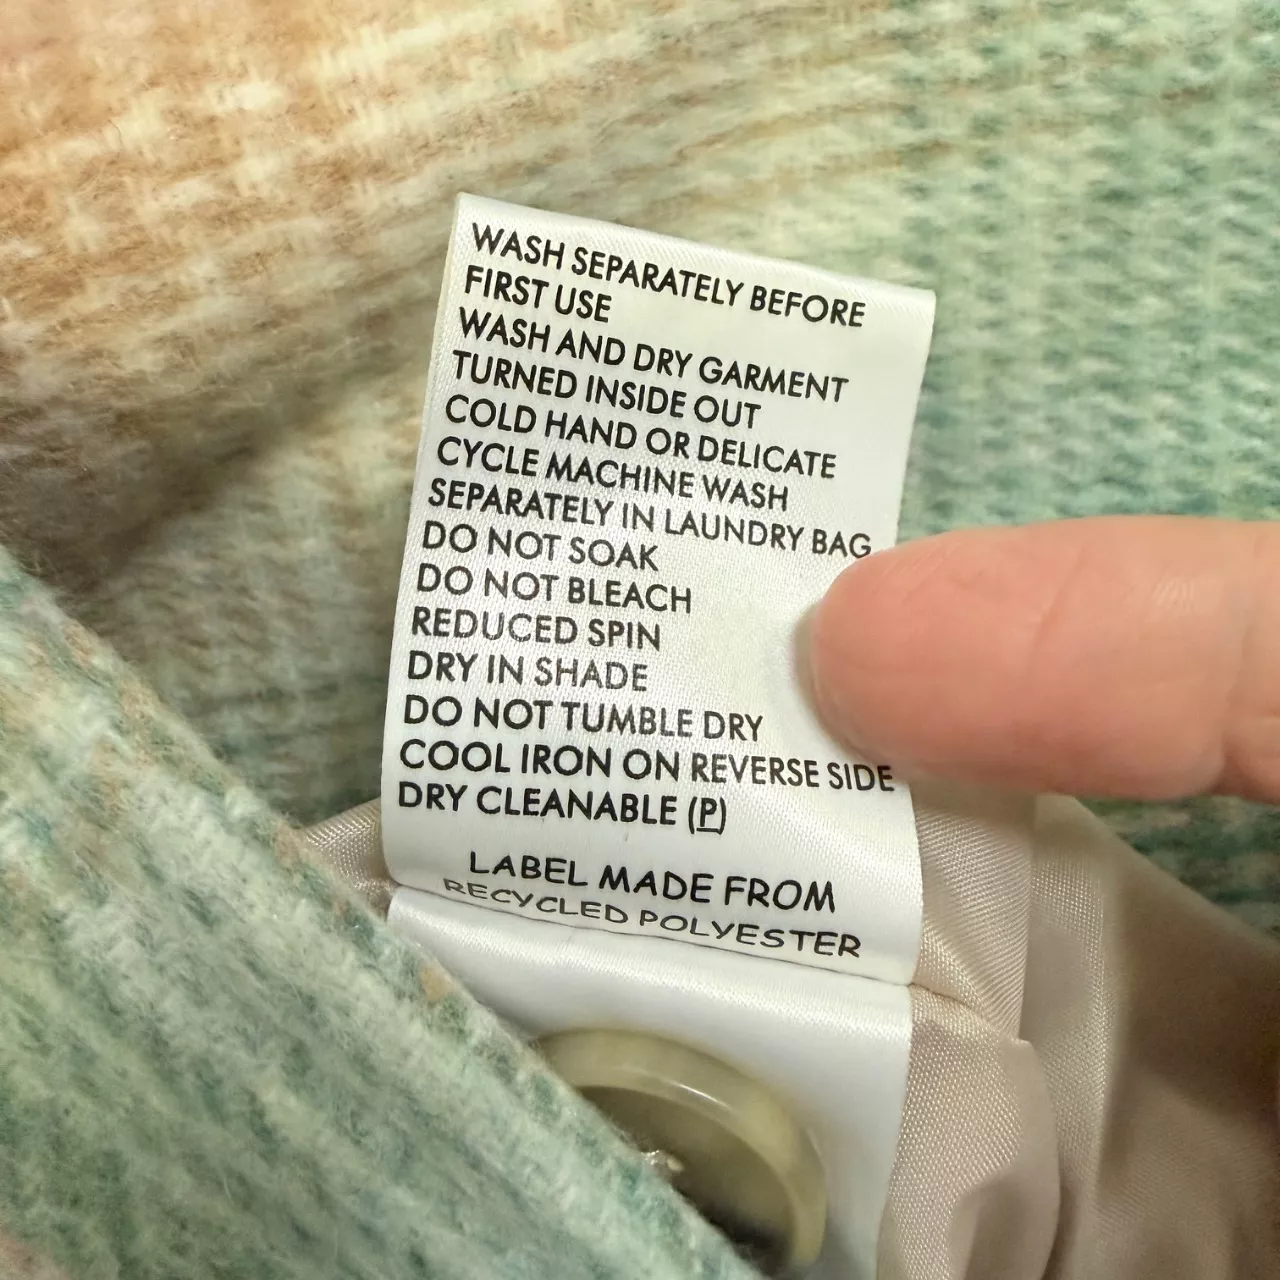 WASH SEPARATELY BEFORE
FIRST USE
WASH AND DRY GARMENT
TURNED INSIDE OUT
COLD HAND OR DELICATE
CYCLE MACHINE WASH
SEPARATELY IN LAUNDRY BAG
DO NOT SOAK
DO NOT BLEACH
REDUCED SPIN
DRY IN SHADE
DO NOT TUMBLE DRY
COOL IRON ON REVERSE SIDE
DRY CLEANABLE (P)
LABEL MADE FROM
RECYCLED POLYESTER